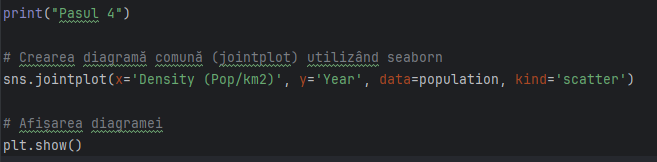 print("Pasul 4")
# Crearea diagramă comună (jointplot) utilizând seaborn
sns.jointplot(x='Density (Pop/km2)', y='Year', data=population, kind='scatter')
# Afișarea diagramei
plt.show()